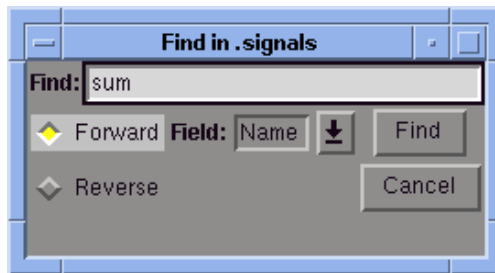 Find in .signals
Find: sum
Forward Field: Name Find
Reverse Cancel